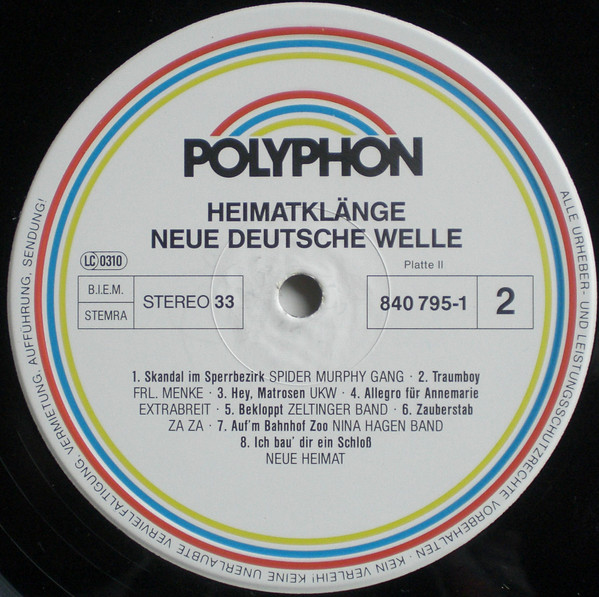 POLYPHON
HEIMATKLÄNGE
NEUE DEUTSCHE WELLE
Platte II
LC 0310
B.I.E.M.
STEMRA
STEREO 33
840 795-1
2
1. Skandal im Sperrbezirk SPIDER MURPHY GANG · 2. Traumboy
FRL. MENKE · 3. Hey, Matrosen UKW · 4. Allegro für Annemarie
EXTRABREIT · 5. Bekloppt ZELTINGER BAND · 6. Zauberstab
ZA ZA · 7. Auf'm Bahnhof Zoo NINA HAGEN BAND
8. Ich bau' dir ein Schloß
NEUE HEIMAT
ALLE URHEBER- UND LEISTUNGSSCHUTZRECHTE VORBEHALTEN · KEIN VERLEIH! KEINE UNERLAUBTE VERVIELFÄLTIGUNG, VERMIETUNG, AUFFÜHRUNG, SENDUNG!